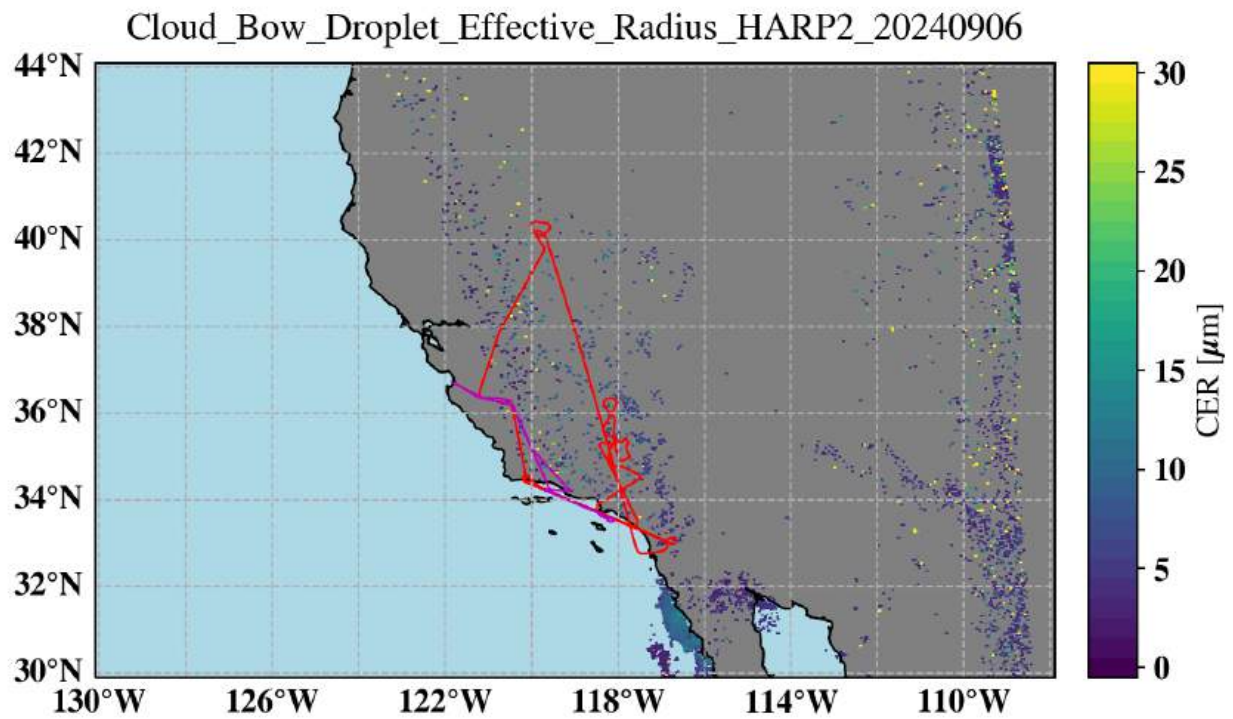 Cloud_Bow_Droplet_Effective_Radius_HARP2_20240906
44°N
42°N
40°N
38°N
36°N
34°N
32°N
30°N
130°W
126°W
122°W
118°W
114°W
110°W
30
25
20
15
10
5
0
CER [μm]